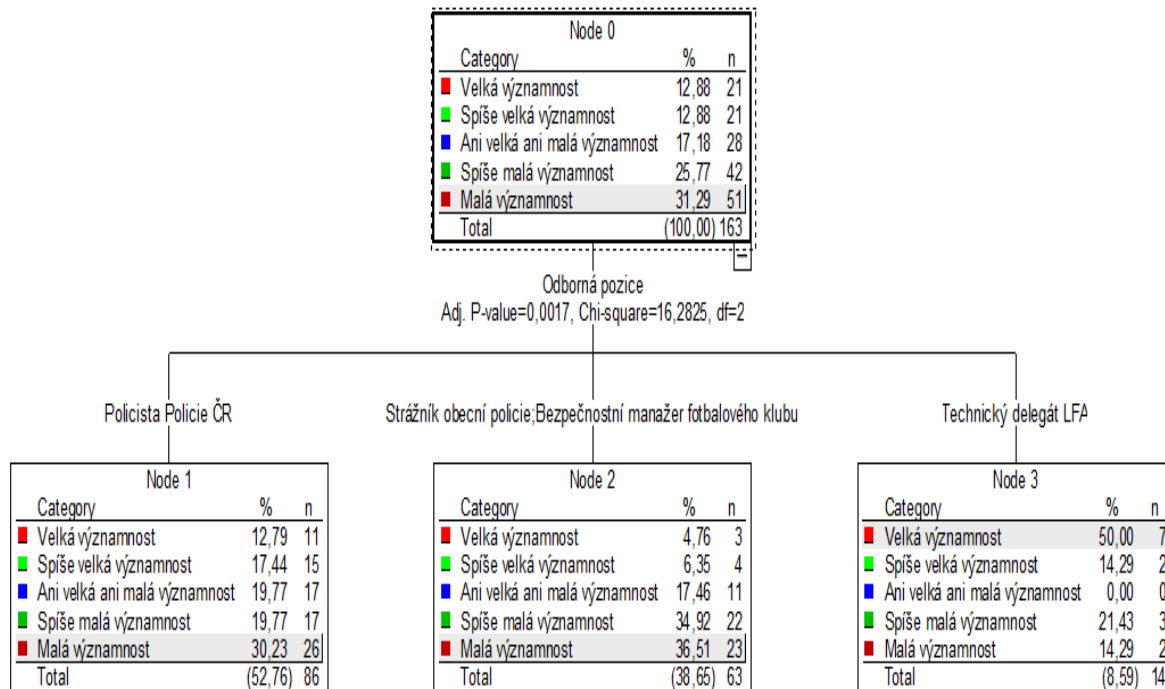 Node 0
Category % n
Velká významnost 12,88 21
Spíše velká významnost 12,88 21
Ani velká ani malá významnost 17,18 28
Spíše malá významnost 25,77 42
Malá významnost 31,29 51
Total (100,00) 163
Odborná pozice
Adj. P-value=0,0017, Chi-square=16,2825, df=2
Policista Policie ČR
Strážník obecní policie;Bezpečnostní manažer fotbalového klubu
Technický delegát LFA
Node 1
Category % n
Velká významnost 12,79 11
Spíše velká významnost 17,44 15
Ani velká ani malá významnost 19,77 17
Spíše malá významnost 19,77 17
Malá významnost 30,23 26
Total (52,76) 86
Node 2
Category % n
Velká významnost 4,76 3
Spíše velká významnost 6,35 4
Ani velká ani malá významnost 17,46 11
Spíše malá významnost 34,92 22
Malá významnost 36,51 23
Total (38,65) 63
Node 3
Category % n
Velká významnost 50,00 7
Spíše velká významnost 14,29 2
Ani velká ani malá významnost 0,00 0
Spíše malá významnost 21,43 3
Malá významnost 14,29 2
Total (8,59) 14